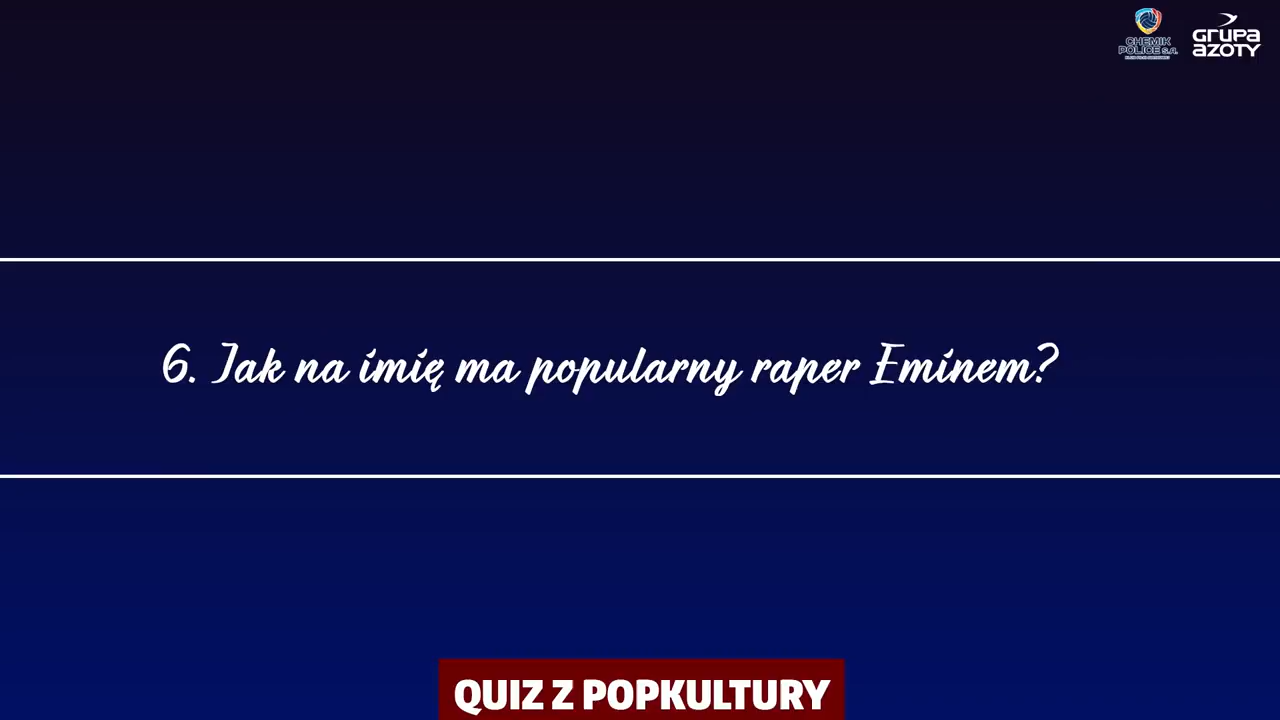 CHEMIK
POLICE S.A.
GRUPA
AZOTY
6. Jak na imię ma popularny raper Eminem?
QUIZ Z POPKULTURY